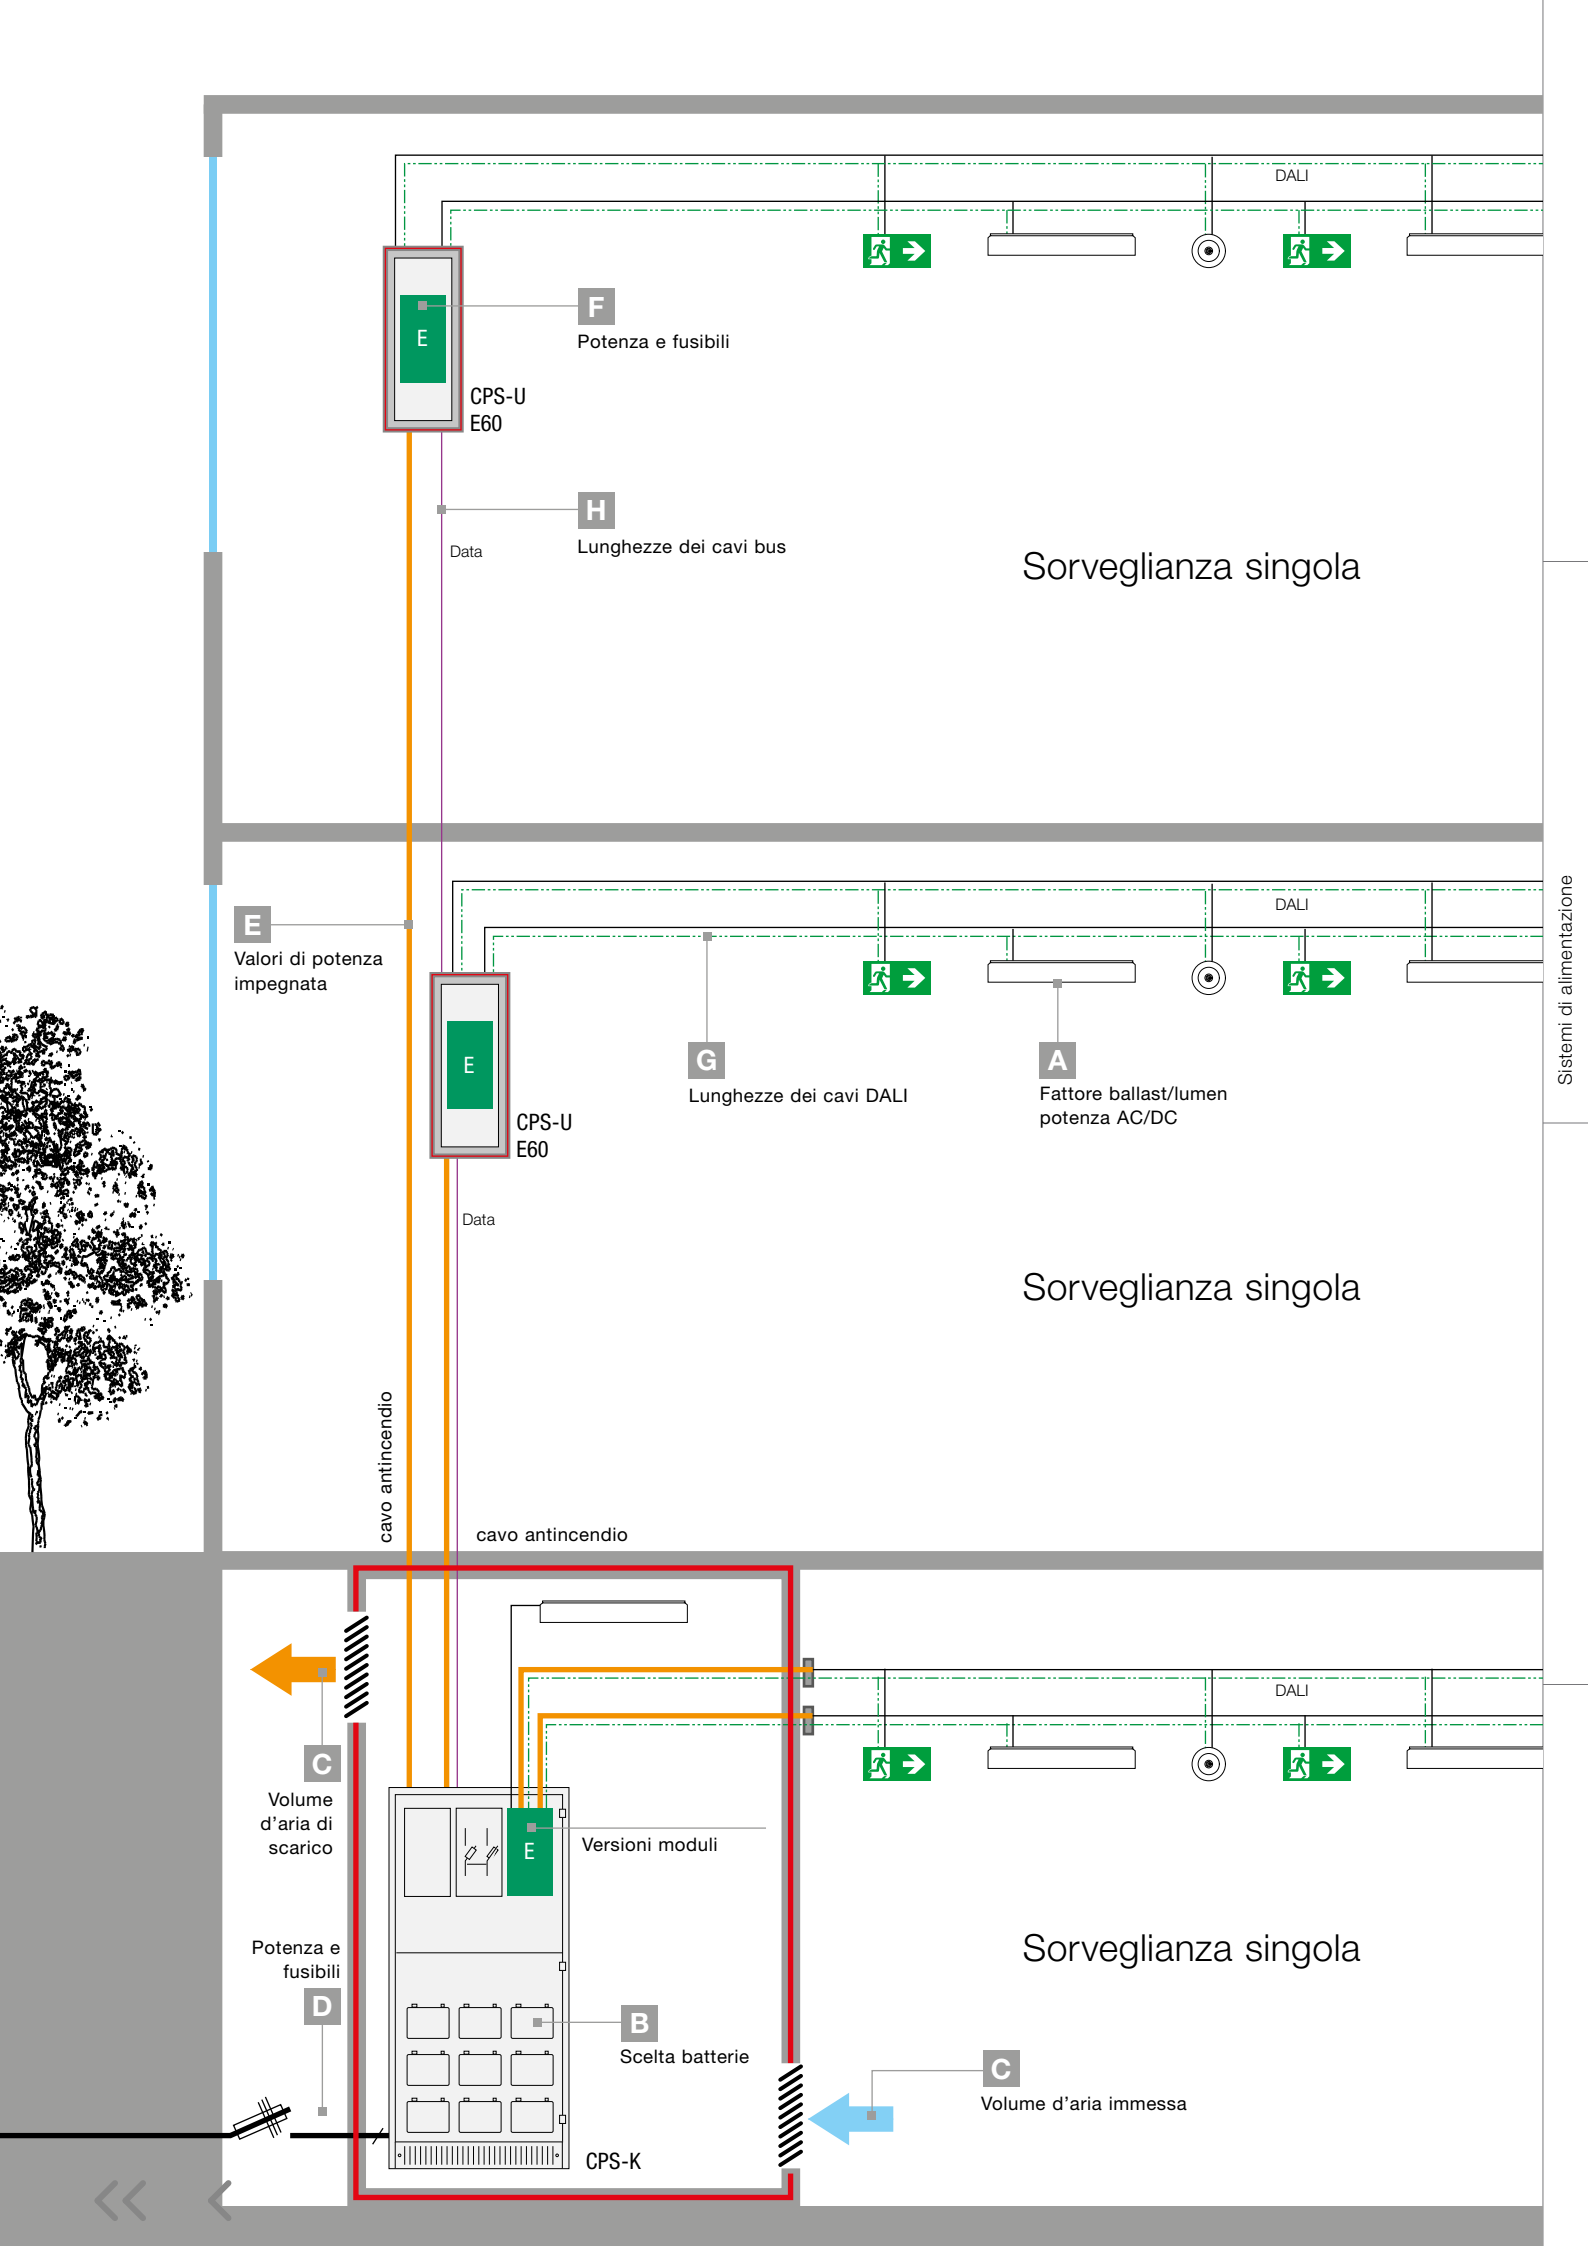 DALI
F
Potenza e fusibili
E
CPS-U
E60
H
Lunghezze dei cavi bus
Data
Sorveglianza singola
Sistemi di alimentazione
DALI
E
Valori di potenza
impegnata
E
G
Lunghezze dei cavi DALI
A
Fattore ballast/lumen
potenza AC/DC
CPS-U
E60
Data
Sorveglianza singola
cavo antincendio
cavo antincendio
DALI
C
Volume
d'aria di
scarico
E
Versioni moduli
Potenza e
fusibili
D
Sorveglianza singola
B
Scelta batterie
C
Volume d'aria immessa
CPS-K